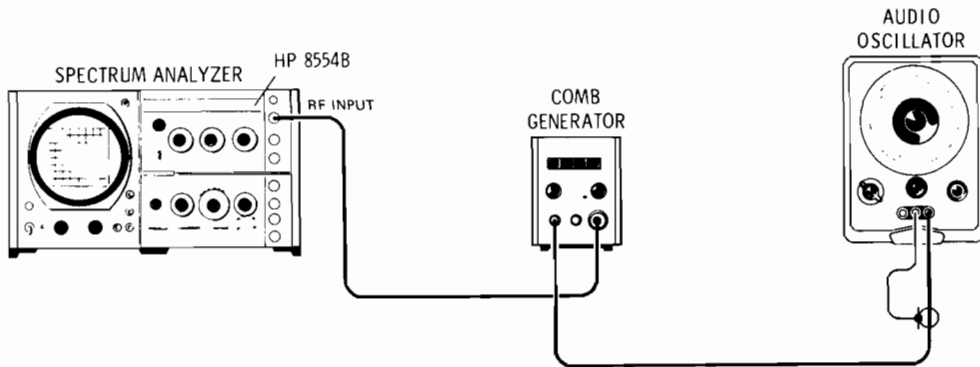 SPECTRUM ANALYZER
HP 8554B
RF INPUT
COMB
GENERATOR
AUDIO
OSCILLATOR